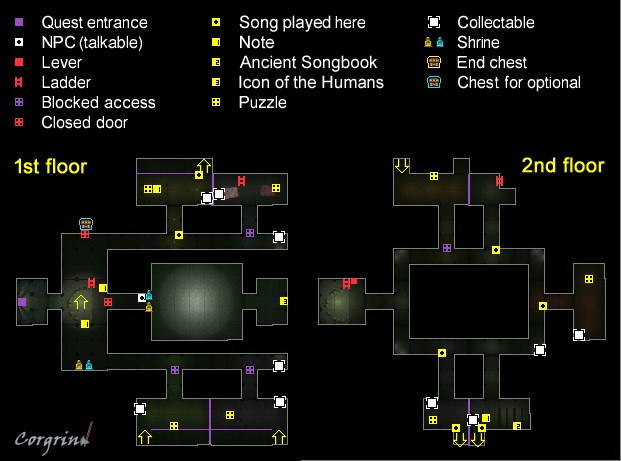 Quest entrance
NPC (talkable)
Lever
Ladder
Blocked access
Closed door
Song played here
Note
Ancient Songbook
Icon of the Humans
Puzzle
Collectable
Shrine
End chest
Chest for optional
1st floor
2nd floor
Corgrind